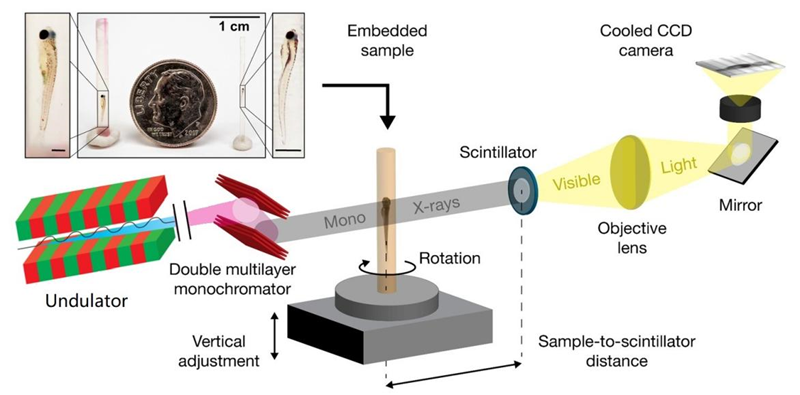 1 cm
LIBERTY
Embedded
sample
Cooled CCD
camera
Scintillator
Visible
Light
Mono
X-rays
Mirror
Objective
lens
Rotation
Double multilayer
monochromator
Undulator
Vertical
adjustment
Sample-to-scintillator
distance